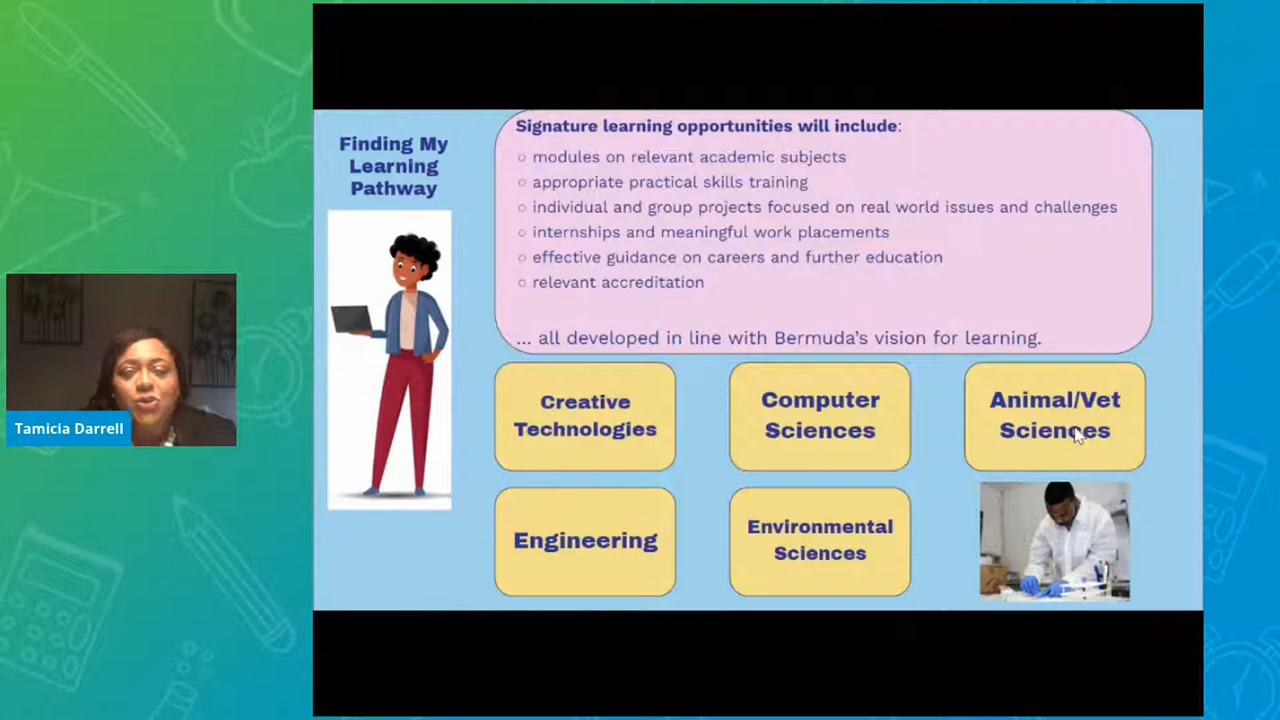 Finding My
Learning
Pathway
Signature learning opportunities will include:
○ modules on relevant academic subjects
○ appropriate practical skills training
○ individual and group projects focused on real world issues and challenges
○ internships and meaningful work placements
○ effective guidance on careers and further education
○ relevant accreditation
... all developed in line with Bermuda's vision for learning.
Creative
Technologies
Computer
Sciences
Animal/Vet
Sciences
Engineering
Environmental
Sciences
Tamicia Darrell